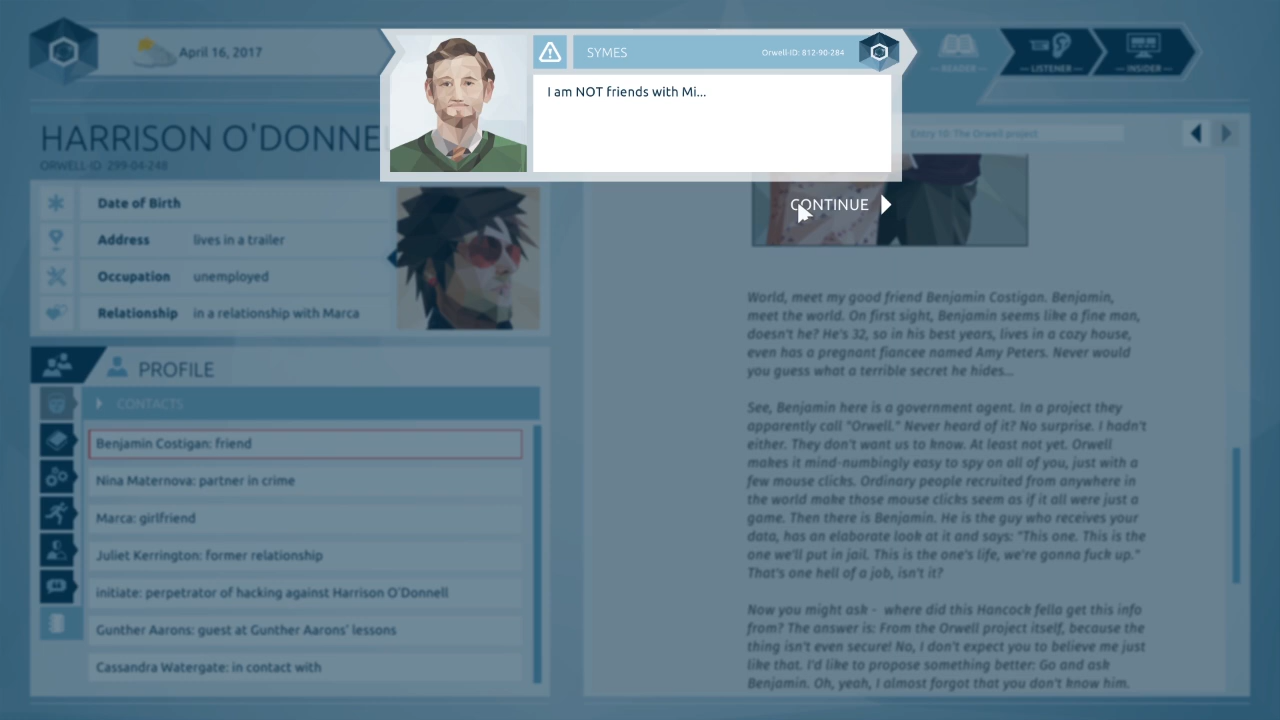 April 16, 2017
SYMES
Orwell-ID: 812-90-284
READER
LISTENER
INSIDER
I am NOT friends with Mi...
CONTINUE
HARRISON O'DONNE
ORWELL-ID: 299-04-248
Entry 10: The Orwell project
Date of Birth
Address lives in a trailer
Occupation unemployed
Relationship in a relationship with Marca
PROFILE
CONTACTS
Benjamin Costigan: friend
Nina Maternova: partner in crime
Marca: girlfriend
Juliet Kerrington: former relationship
initiate: perpetrator of hacking against Harrison O'Donnell
Gunther Aarons: guest at Gunther Aarons' lessons
Cassandra Watergate: in contact with
World, meet my good friend Benjamin Costigan. Benjamin,
meet the world. On first sight, Benjamin seems like a fine man,
doesn't he? He's 32, so in his best years, lives in a cozy house,
even has a pregnant fiancee named Amy Peters. Never would
you guess what a terrible secret he hides...
See, Benjamin here is a government agent. In a project they
apparently call "Orwell." Never heard of it? No surprise. I hadn't
either. They don't want us to know. At least not yet. Orwell
makes it mind-numbingly easy to spy on all of you, just with a
few mouse clicks. Ordinary people recruited from anywhere in
the world make those mouse clicks seem as if it all were just a
game. Then there is Benjamin. He is the guy who receives your
data, has an elaborate look at it and says: "This one. This is the
one we'll put in jail. This is the one's life, we're gonna fuck up."
That's one hell of a job, isn't it?
Now you might ask - where did this Hancock fella get this info
from? The answer is: From the Orwell project itself, because the
thing isn't even secure! No, I don't expect you to believe me just
like that. I'd like to propose something better: Go and ask
Benjamin. Oh, yeah, I almost forgot that you don't know him.